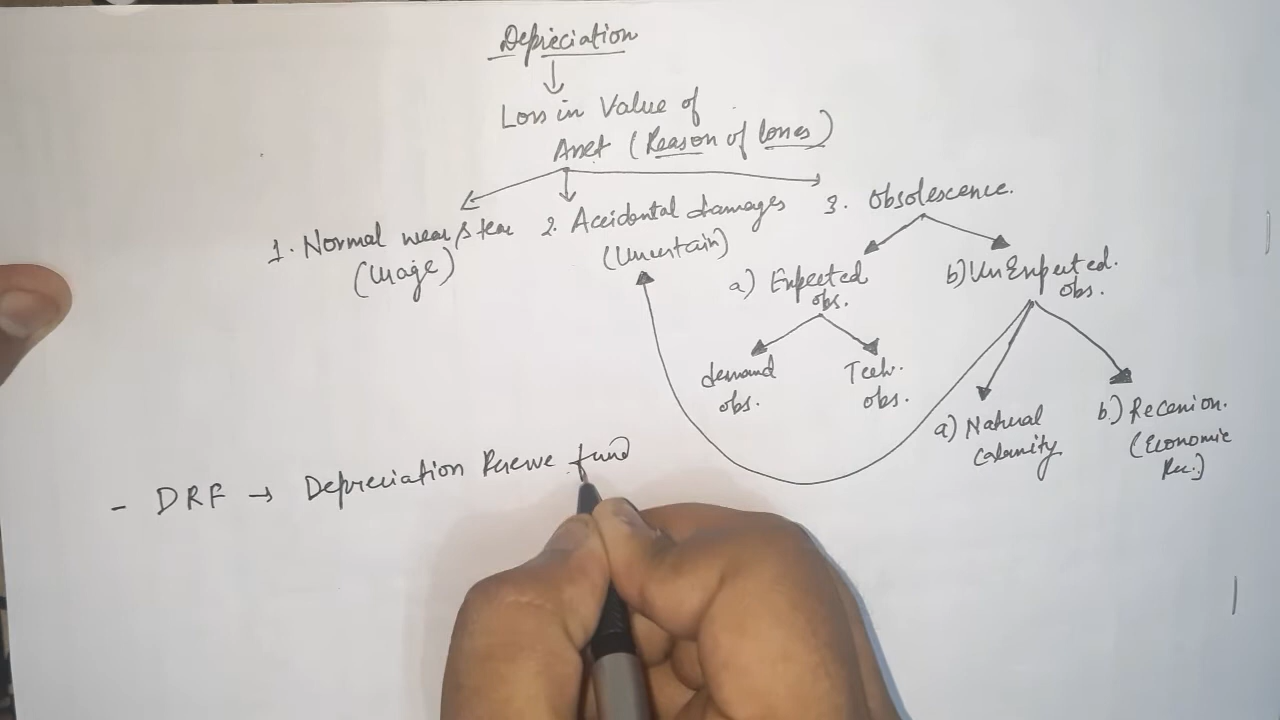 Depreciation
Loss in Value of
Asset (Reason of losses)
1. Normal wear & tear
(Usage)
2. Accidental damages
(Uncertain)
3. Obsolescence.
a) Expected
obs.
b) UnExpected.
obs.
demand
obs.
Tech.
obs.
a) Natural
Calamity
b.) Recession.
(Economic
Rec.)
- DRF → Depreciation Reserve fund